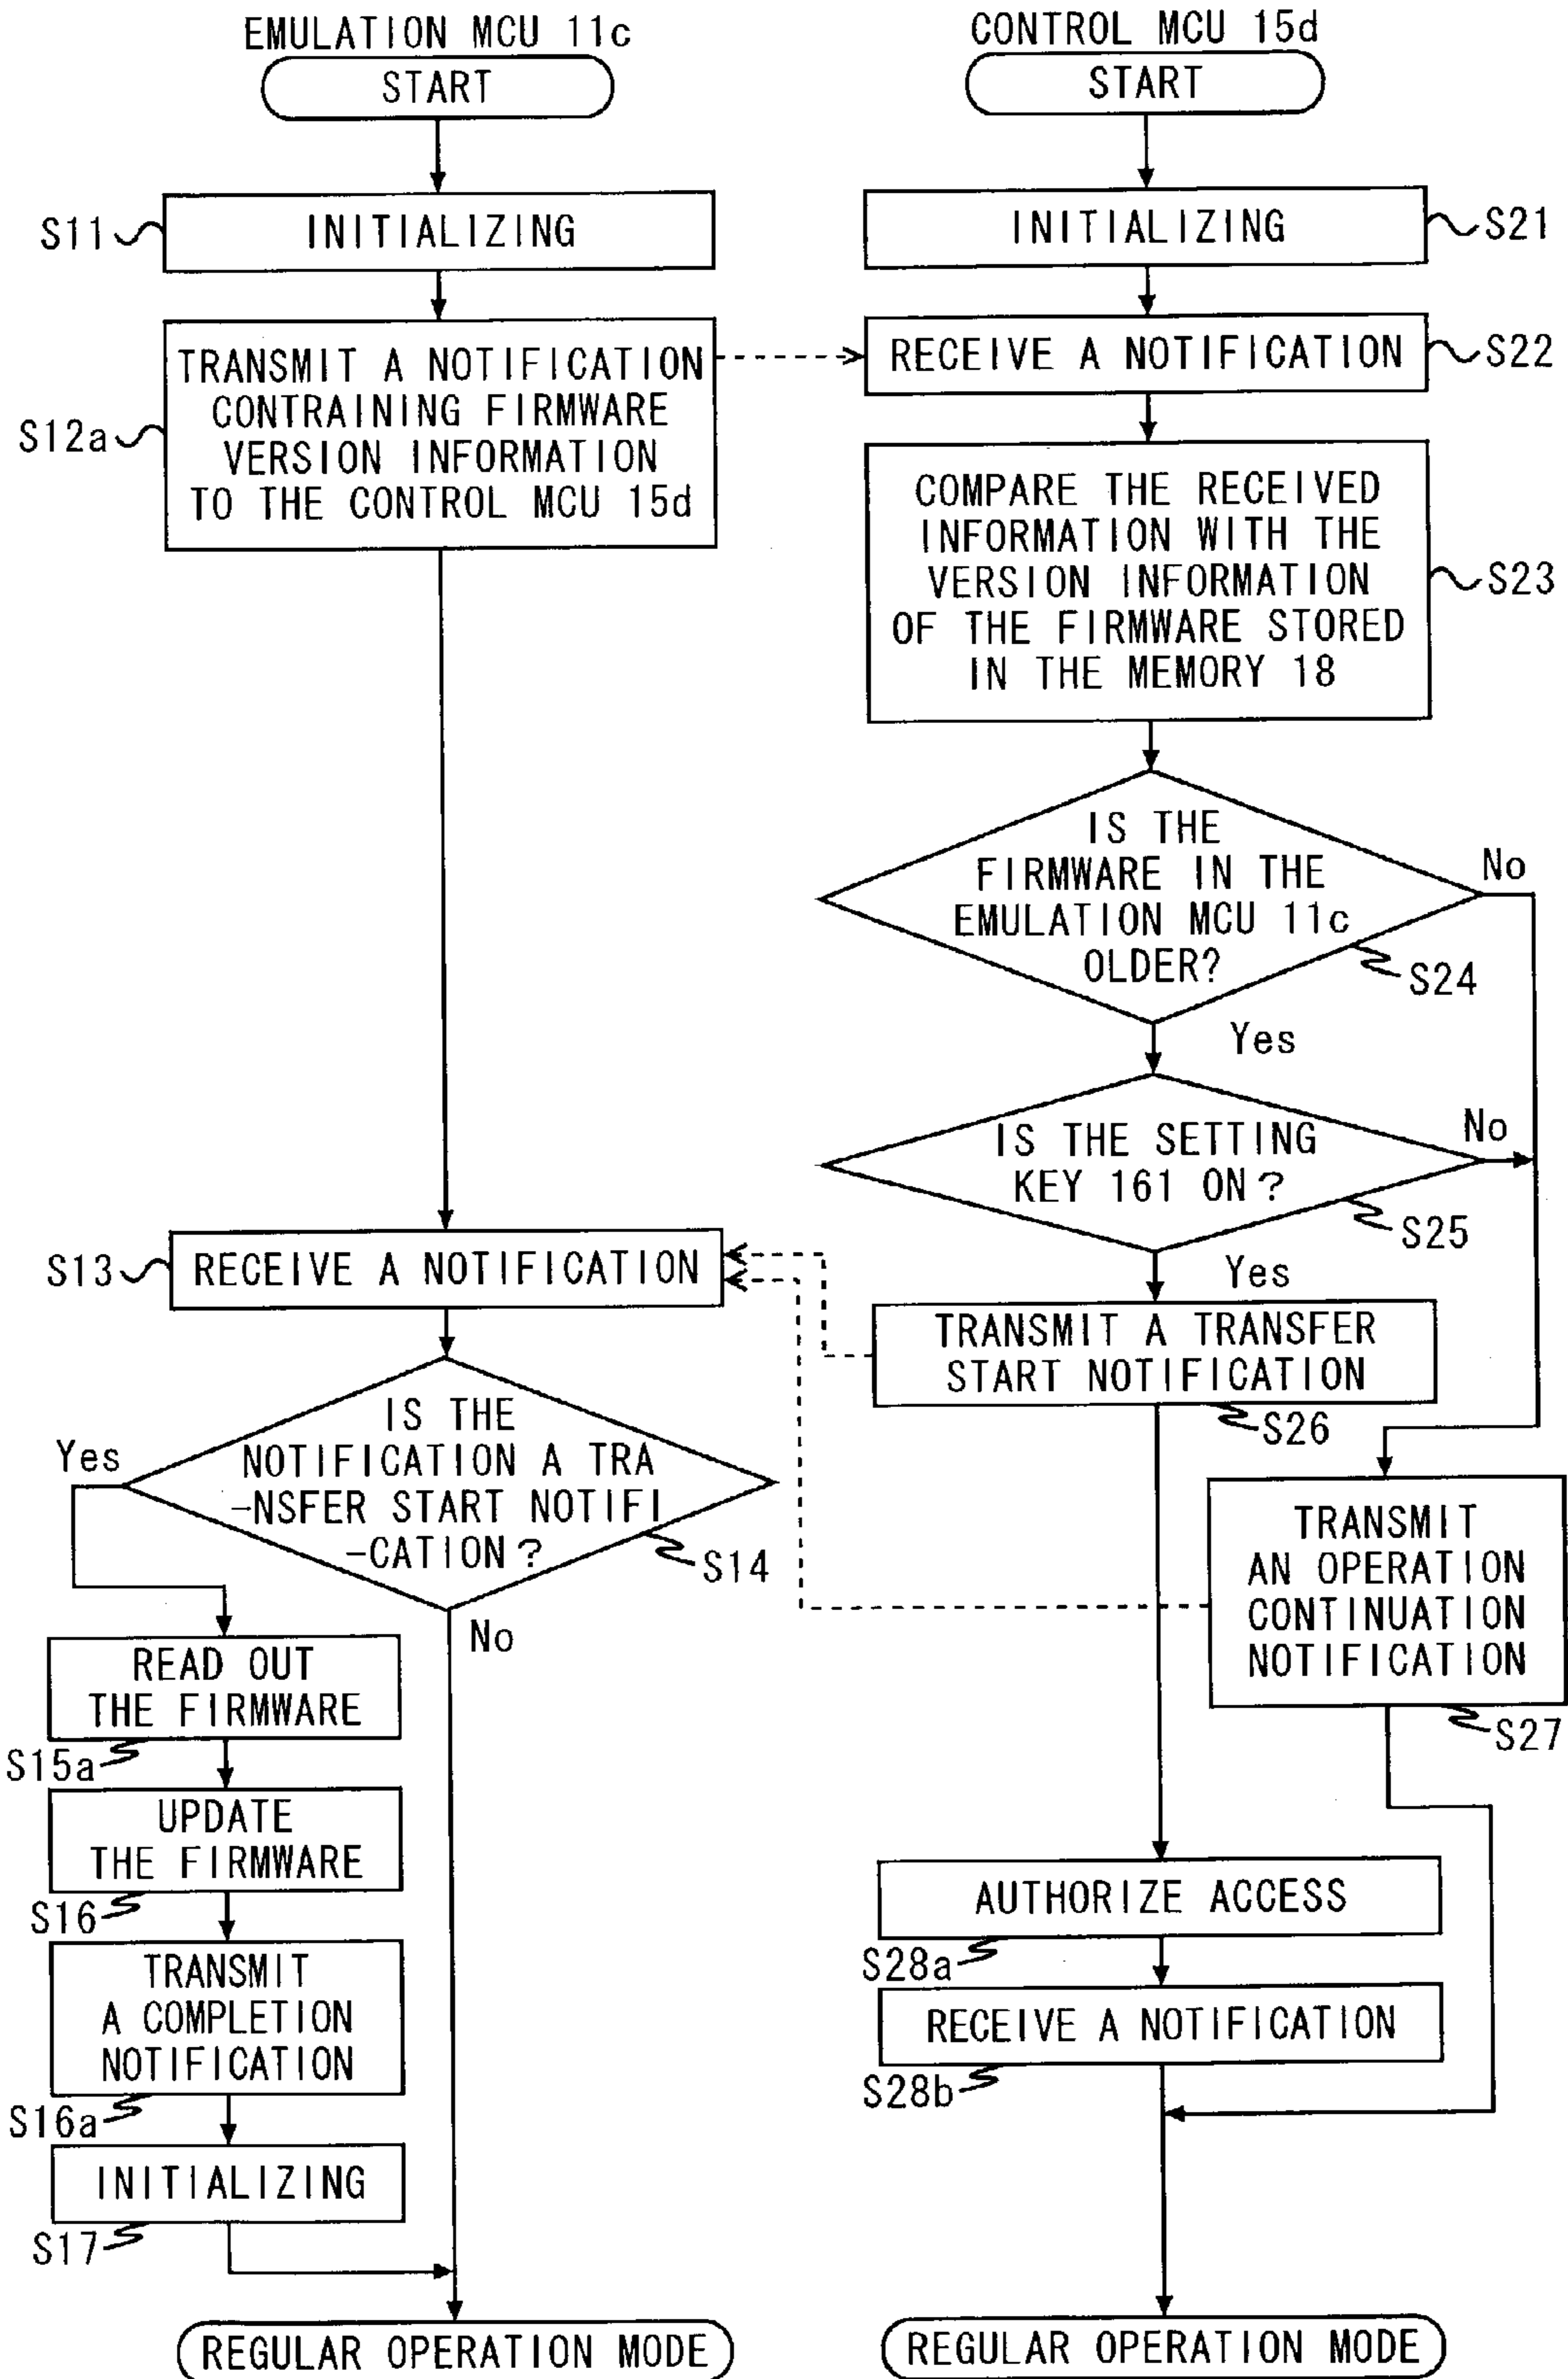 EMULATION MCU 11c
START
S11
INITIALIZING
S12a
TRANSMIT A NOTIFICATION
CONTRAINING FIRMWARE
VERSION INFORMATION
TO THE CONTROL MCU 15d
S13
RECEIVE A NOTIFICATION
IS THE
NOTIFICATION A TRA
-NSFER START NOTIFI
-CATION?
S14
Yes
No
READ OUT
THE FIRMWARE
S15a
UPDATE
THE FIRMWARE
S16
TRANSMIT
A COMPLETION
NOTIFICATION
S16a
INITIALIZING
S17
REGULAR OPERATION MODE
CONTROL MCU 15d
START
INITIALIZING
S21
RECEIVE A NOTIFICATION
S22
COMPARE THE RECEIVED
INFORMATION WITH THE
VERSION INFORMATION
OF THE FIRMWARE STORED
IN THE MEMORY 18
S23
IS THE
FIRMWARE IN THE
EMULATION MCU 11c
OLDER?
No
S24
Yes
IS THE SETTING
KEY 161 ON?
No
S25
Yes
TRANSMIT A TRANSFER
START NOTIFICATION
S26
TRANSMIT
AN OPERATION
CONTINUATION
NOTIFICATION
S27
AUTHORIZE ACCESS
S28a
RECEIVE A NOTIFICATION
S28b
REGULAR OPERATION MODE